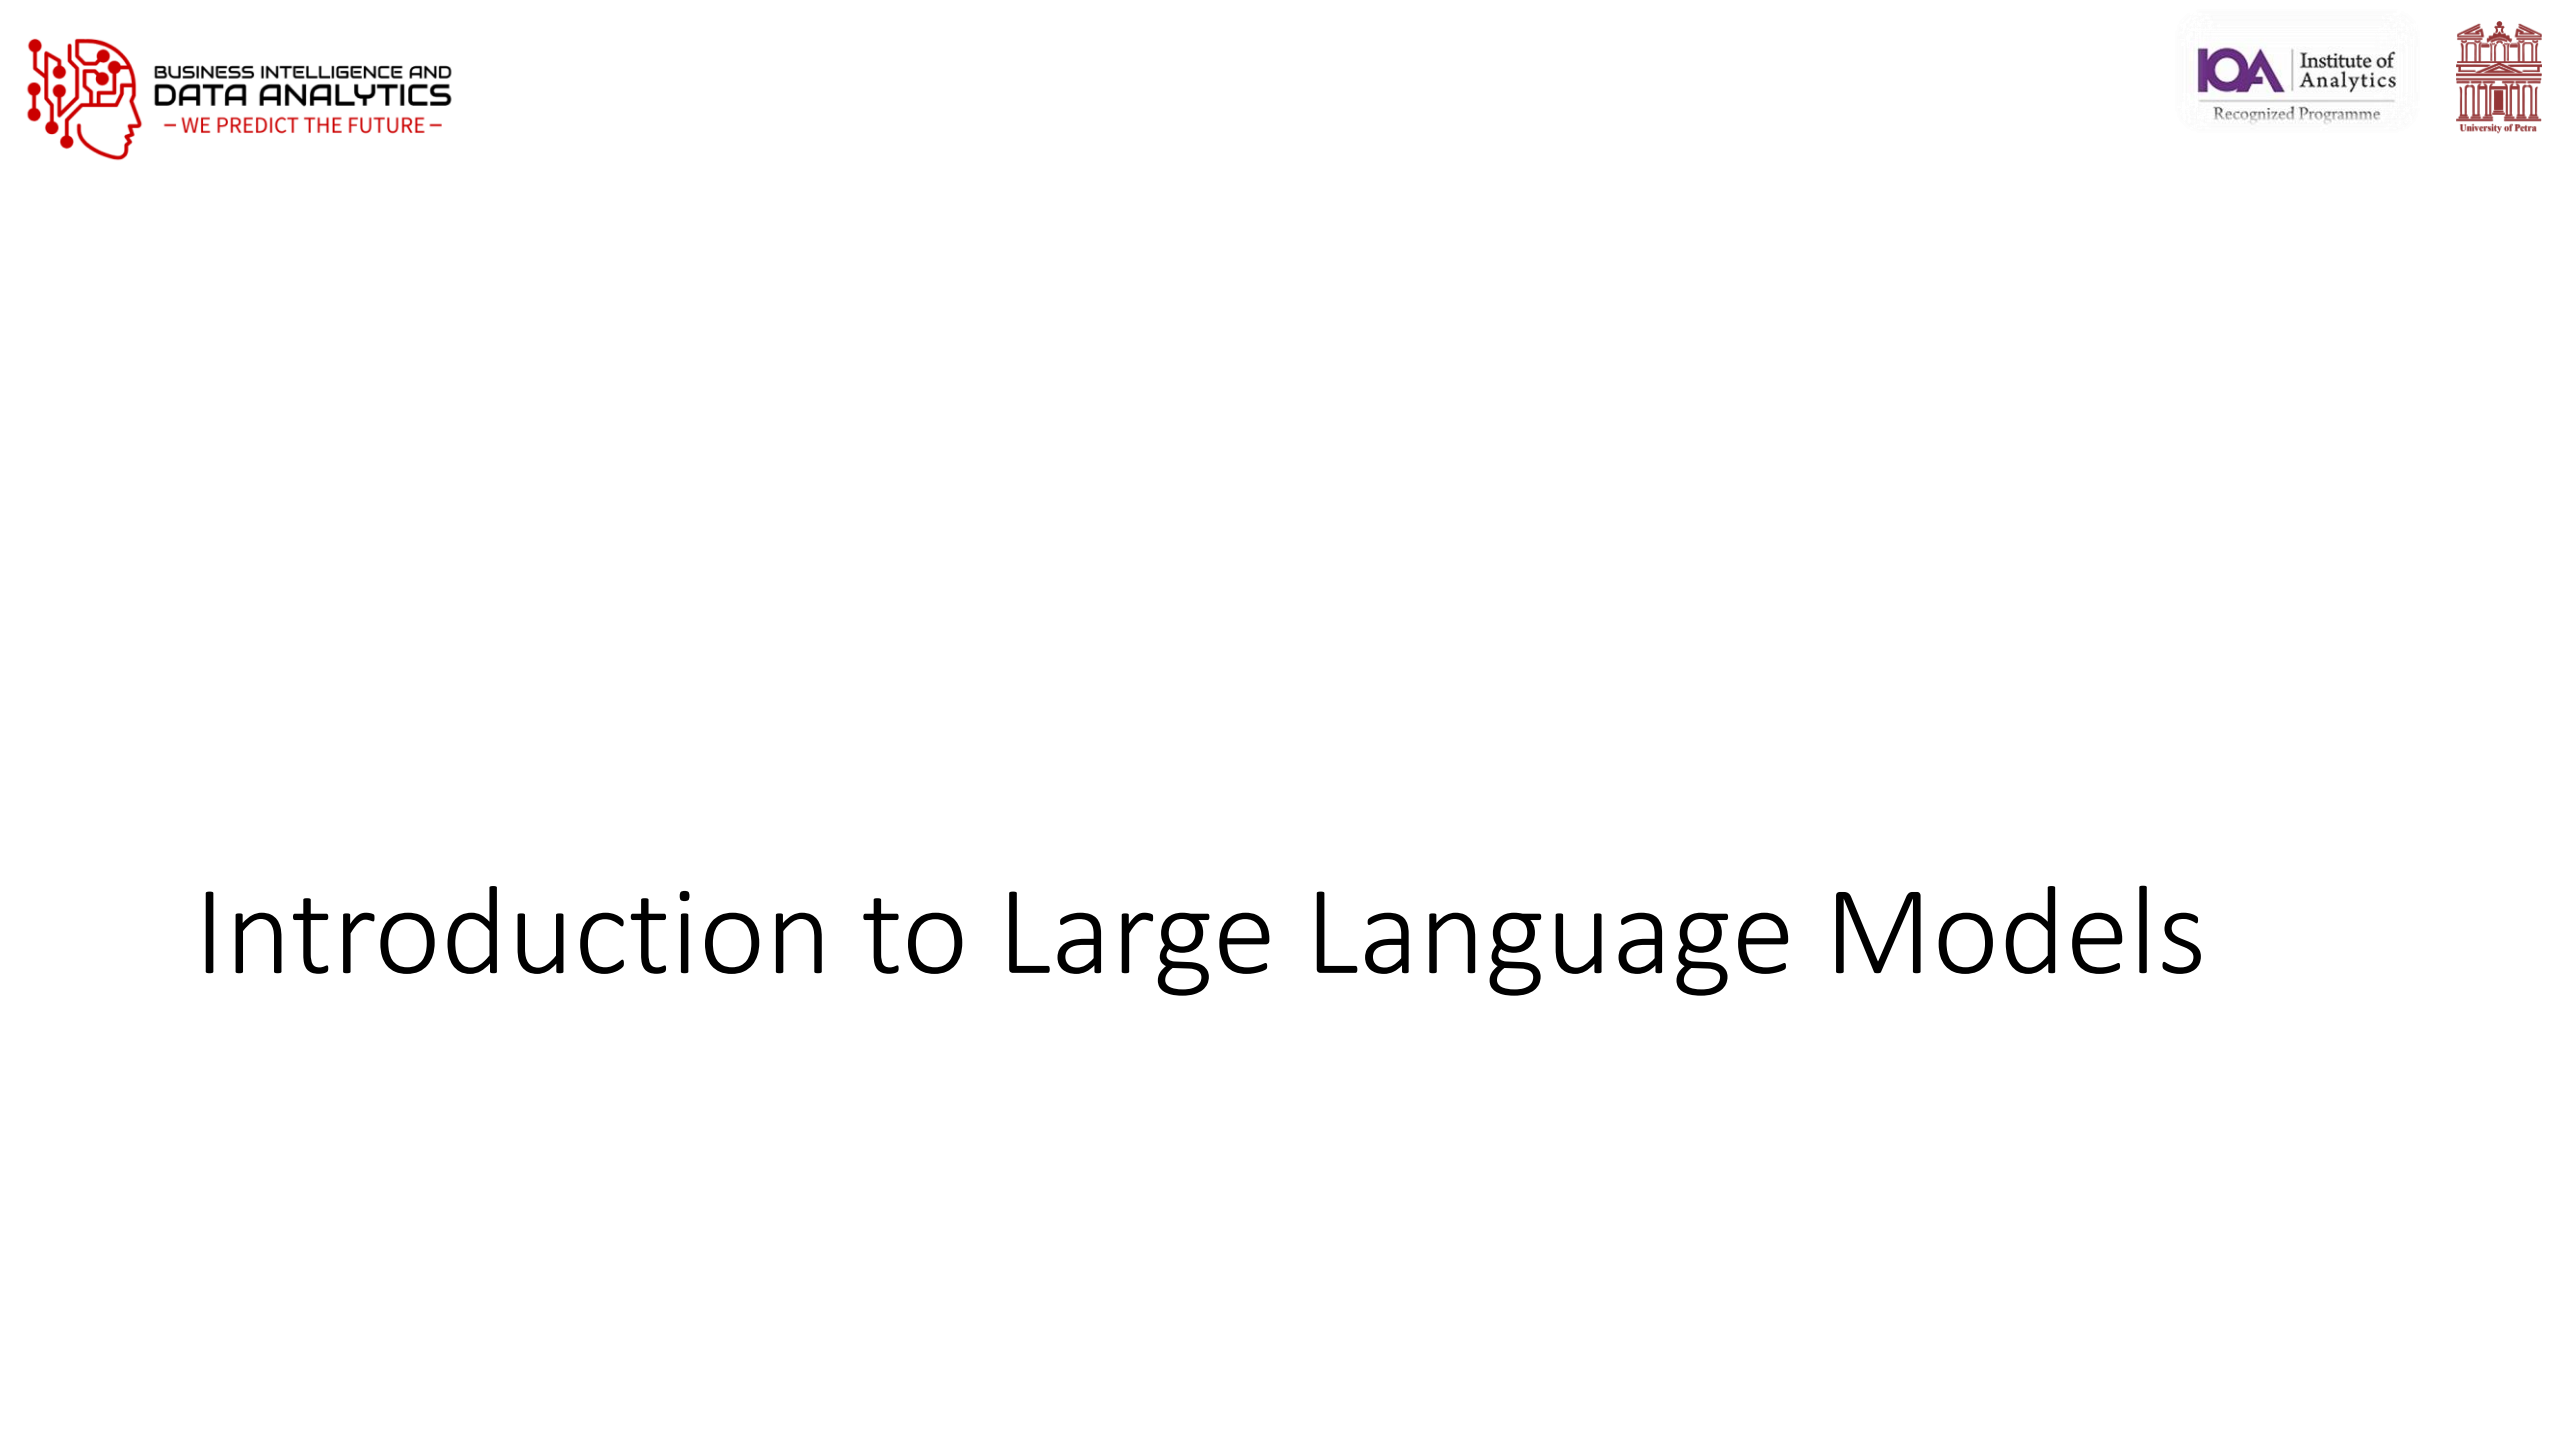 BUSINESS INTELLIGENCE AND
DATA ANALYTICS
– WE PREDICT THE FUTURE –
IOA
Institute of
Analytics
Recognized Programme
University of Petra
Introduction to Large Language Models